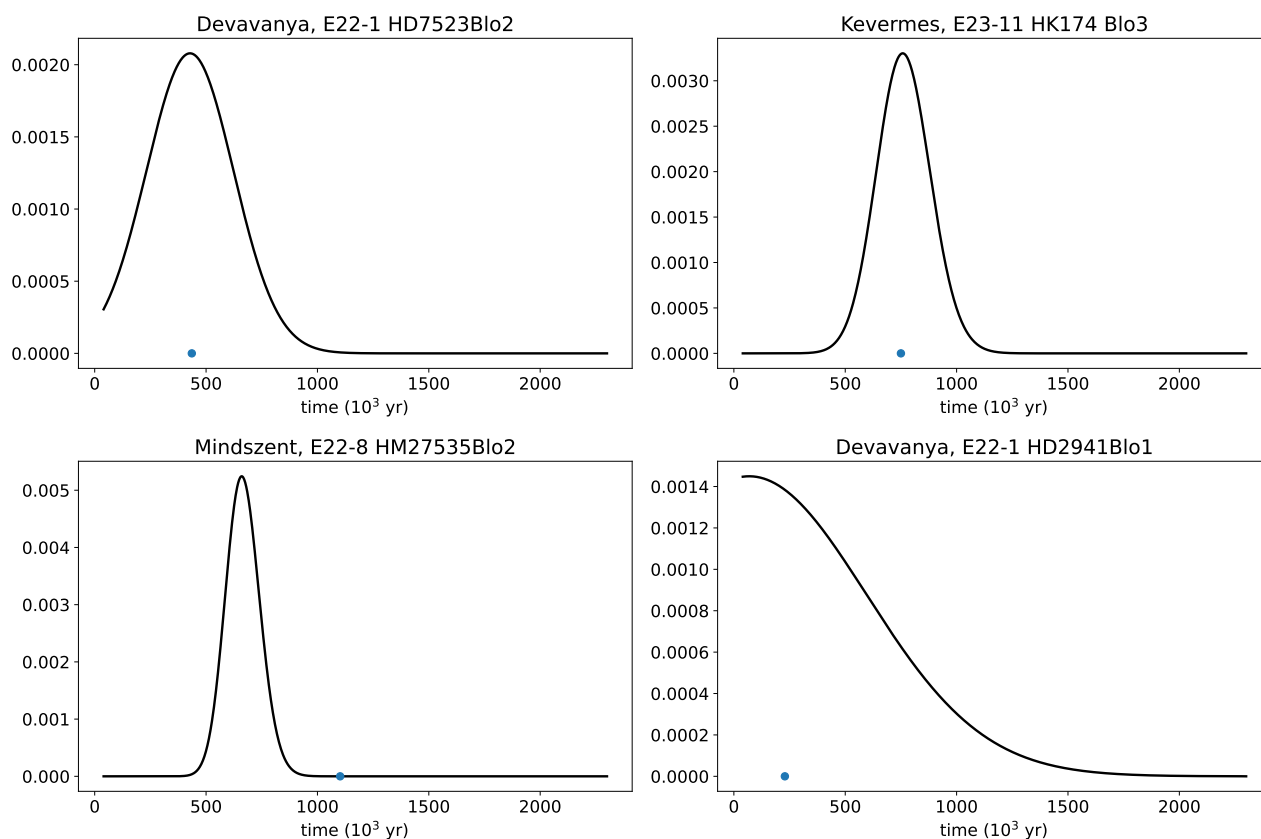 Devavanya, E22-1 HD7523Blo2
0.0020
0.0015
0.0010
0.0005
0.0000
0 500 1000 1500 2000
time (10³ yr)
Kevermes, E23-11 HK174 Blo3
0.0030
0.0025
0.0020
0.0015
0.0010
0.0005
0.0000
0 500 1000 1500 2000
time (10³ yr)
Mindszent, E22-8 HM27535Blo2
0.005
0.004
0.003
0.002
0.001
0.000
0 500 1000 1500 2000
time (10³ yr)
Devavanya, E22-1 HD2941Blo1
0.0014
0.0012
0.0010
0.0008
0.0006
0.0004
0.0002
0.0000
0 500 1000 1500 2000
time (10³ yr)